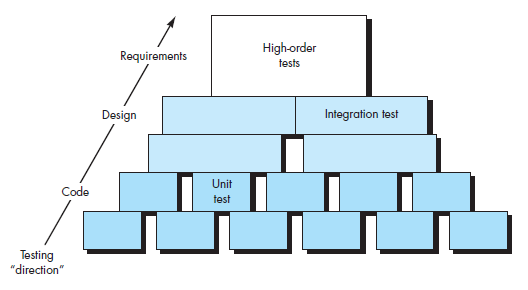 High-order
tests
Requirements
Design
Integration test
Code
Unit
test
Testing
“direction”